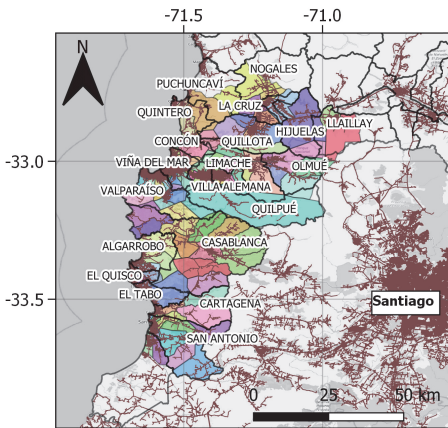 -71.5 -71.0
N
NOGALES
PUCHUNCAVÍ
LA CRUZ
QUINTERO
LLAILLAY
HIJUELAS
CONCÓN QUILLOTA
-33.0
VIÑA DEL MAR LIMACHE OLMUÉ
VALPARAÍSO VILLA ALEMANA
QUILPUÉ
ALGARROBO CASABLANCA
EL QUISCO
EL TABO
-33.5
CARTAGENA
Santiago
SAN ANTONIO
0 25 50 km